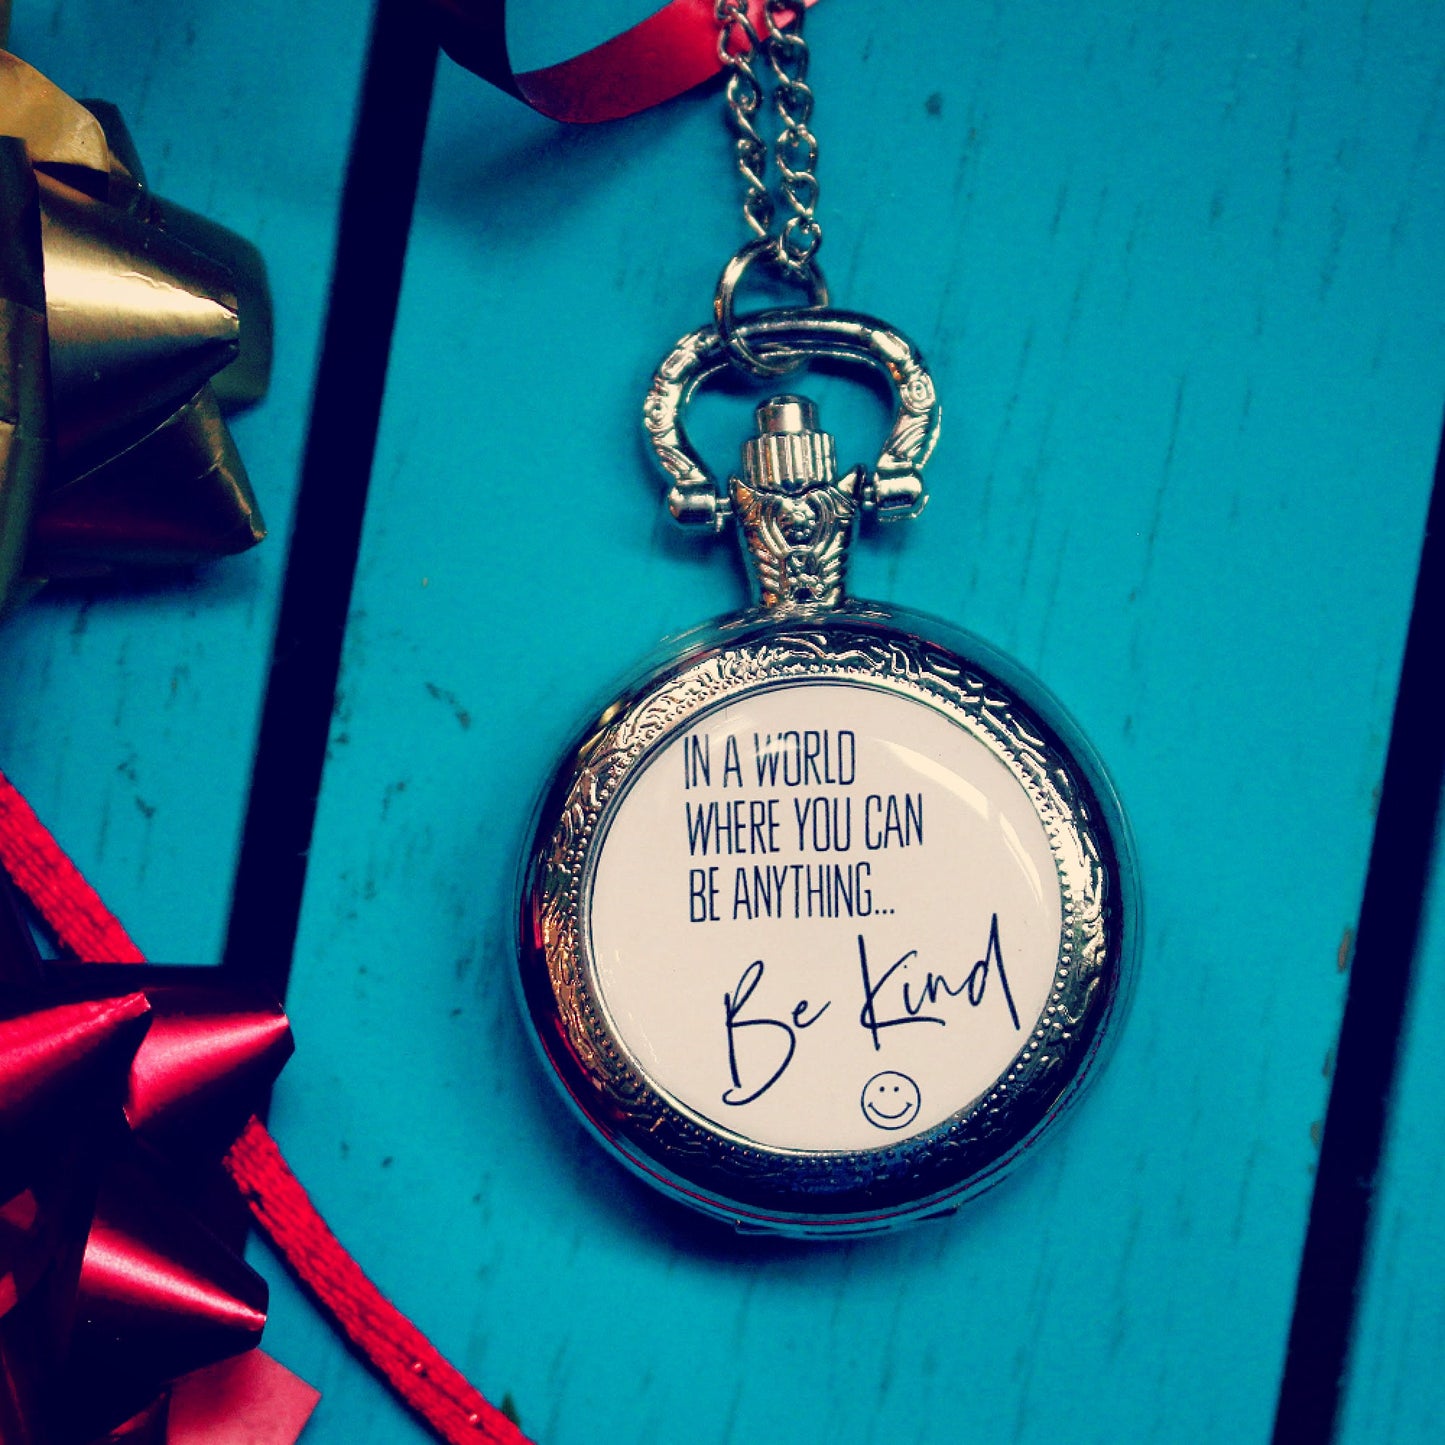 IN A WORLD
WHERE YOU CAN
BE ANYTHING...
Be Kind